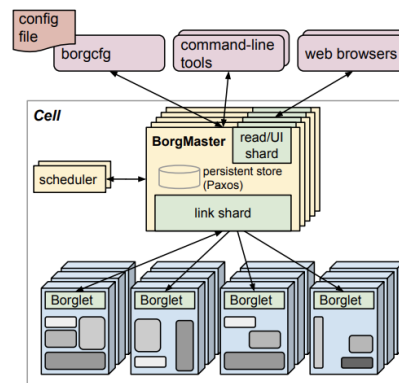 config
file
borgcfg
command-line
tools
web browsers
Cell
BorgMaster
read/UI
shard
persistent store
(Paxos)
scheduler
link shard
Borglet
Borglet
Borglet
Borglet